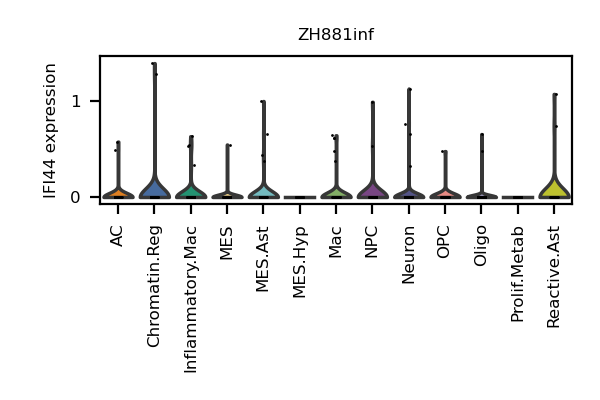 ZH881inf
IFI44 expression
1
0
AC
Chromatin.Reg
Inflammatory.Mac
MES
MES.Ast
MES.Hyp
Mac
NPC
Neuron
OPC
Oligo
Prolif.Metab
Reactive.Ast